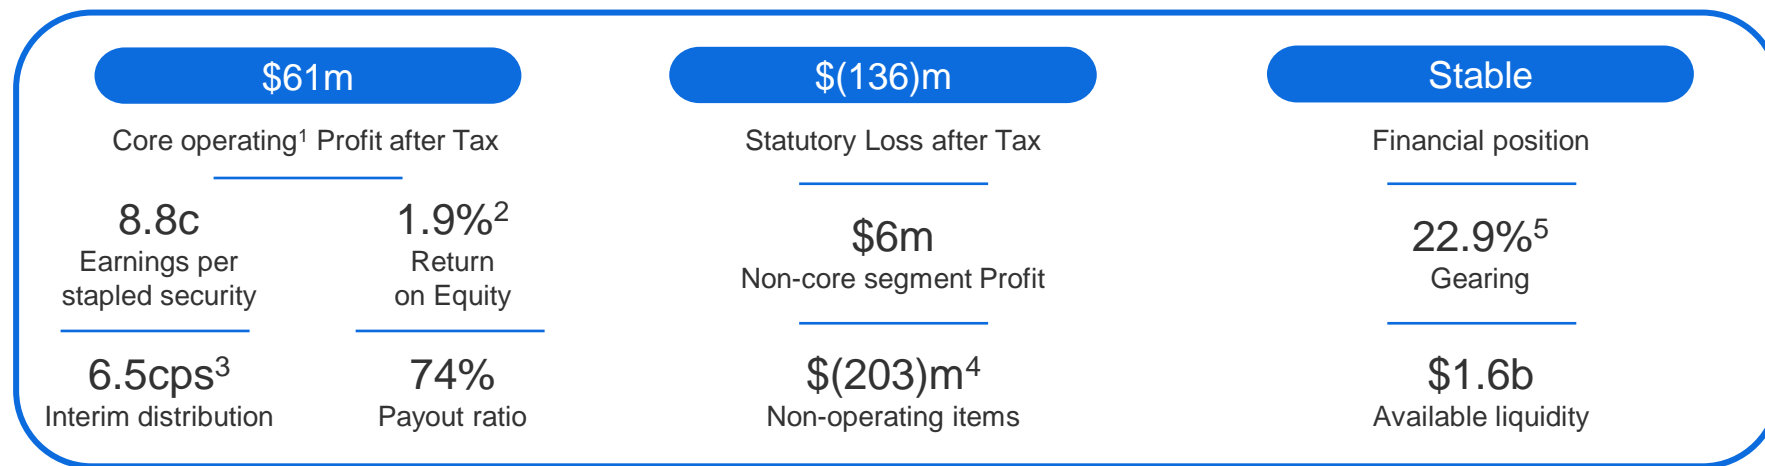 $61m
Core operating¹ Profit after Tax
8.8c
Earnings per
stapled security
1.9%²
Return
on Equity
6.5cps³
Interim distribution
74%
Payout ratio
$(136)m
Statutory Loss after Tax
$6m
Non-core segment Profit
$(203)m⁴
Non-operating items
Stable
Financial position
22.9%⁵
Gearing
$1.6b
Available liquidity